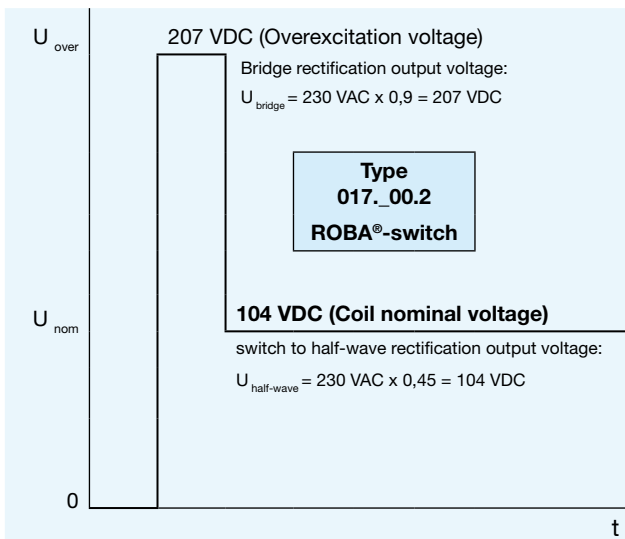 U over 207 VDC (Overexcitation voltage)
Bridge rectification output voltage:
U bridge = 230 VAC x 0,9 = 207 VDC
Type
017._00.2
ROBA®-switch
U nom 104 VDC (Coil nominal voltage)
switch to half-wave rectification output voltage:
U half-wave = 230 VAC x 0,45 = 104 VDC
0
t